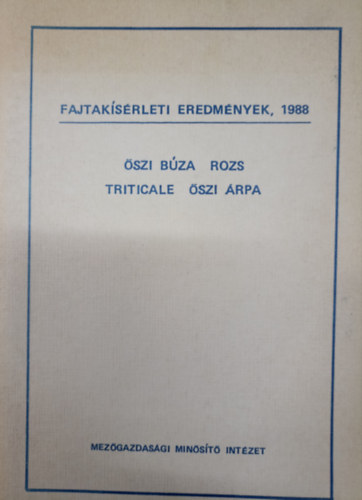 FAJTAKÍSÉRLETI EREDMÉNYEK, 1988
ŐSZI BÚZA ROZS
TRITICALE ŐSZI ÁRPA
MEZŐGAZDASÁGI MINŐSÍTŐ INTÉZET